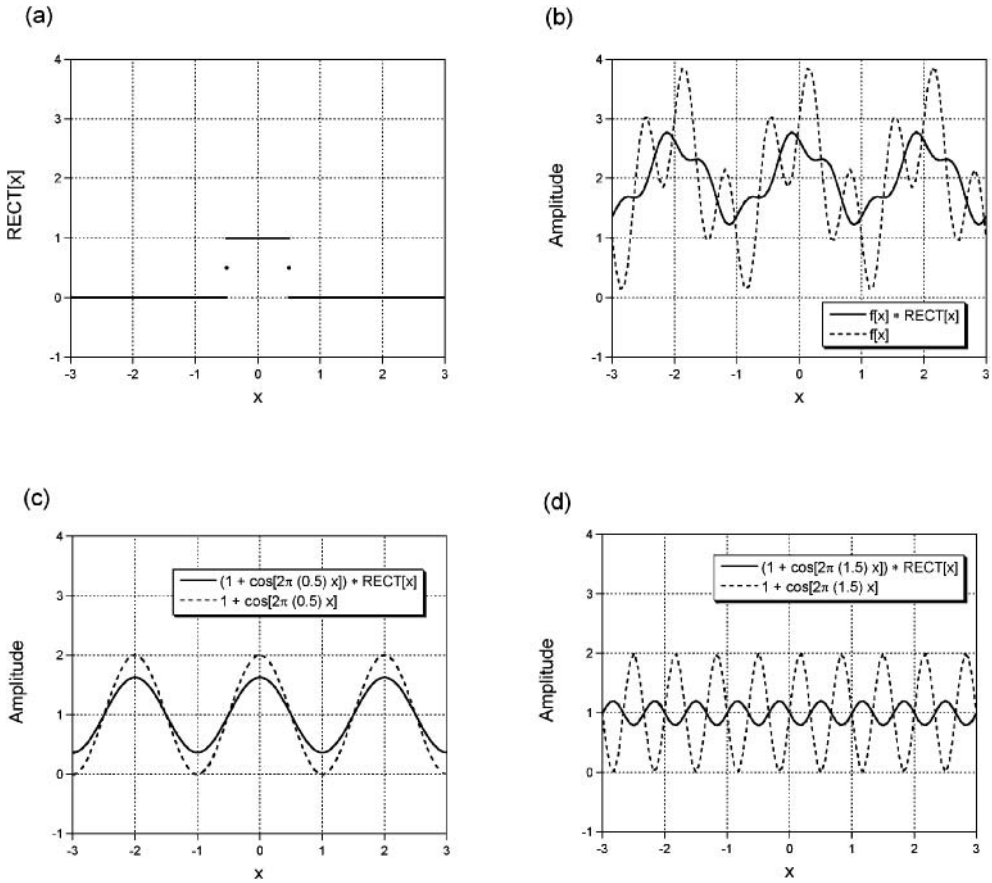 (a)
4
3
2
1
0
-1
-3
-2
-1
0
1
2
3
RECT[x]
x
(b)
4
3
2
1
0
-1
-3
-2
-1
0
1
2
3
Amplitude
x
f[x] * RECT[x]
f[x]
(c)
4
3
2
1
0
-1
-3
-2
-1
0
1
2
3
Amplitude
x
(1 + cos[2π (0.5) x]) * RECT[x]
1 + cos[2π (0.5) x]
(d)
4
3
2
1
0
-1
-3
-2
-1
0
1
2
3
Amplitude
x
(1 + cos[2π (1.5) x]) * RECT[x]
1 + cos[2π (1.5) x]